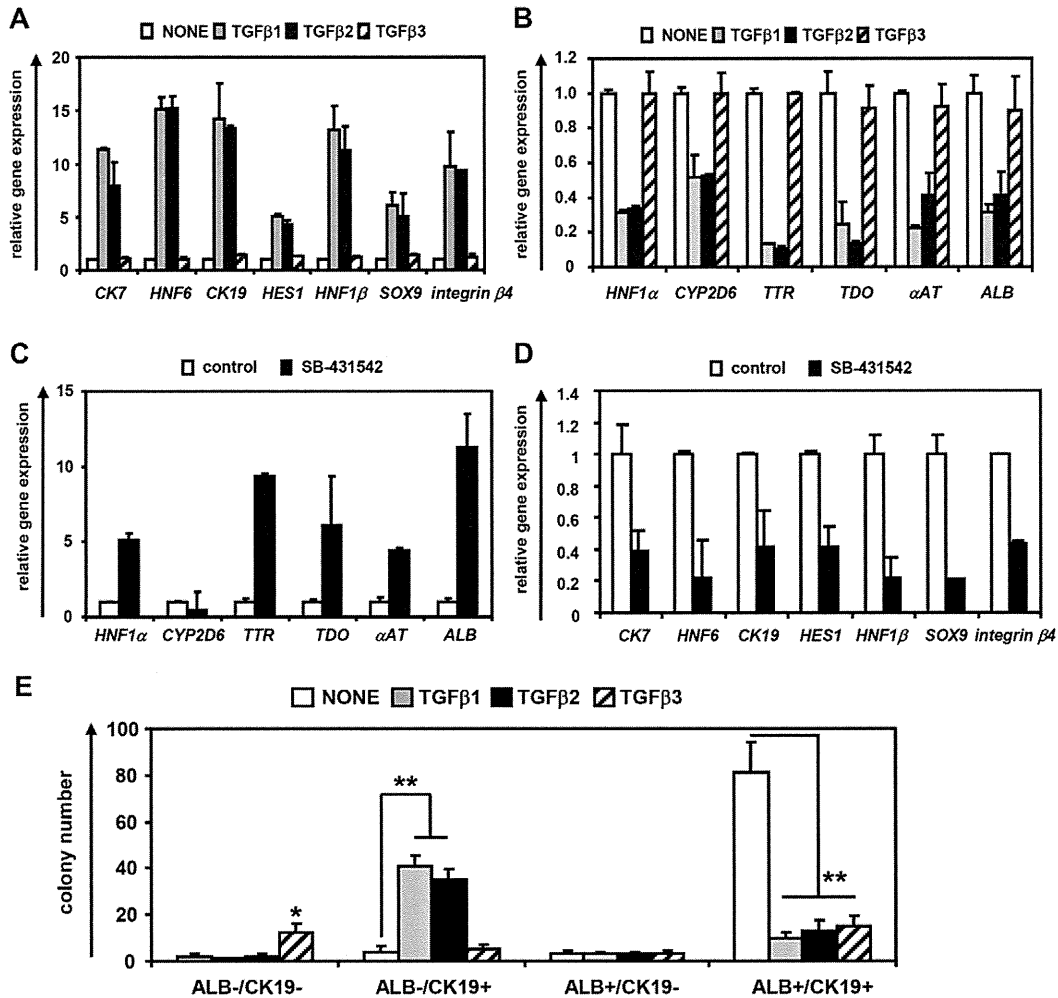 A
NONE TGFβ1 TGFβ2 TGFβ3
relative gene expression
20
15
10
5
0
CK7 HNF6 CK19 HES1 HNF1β SOX9 integrin β4
B
NONE TGFβ1 TGFβ2 TGFβ3
relative gene expression
1.2
1.0
0.8
0.6
0.4
0.2
0
HNF1α CYP2D6 TTR TDO αAT ALB
C
control SB-431542
relative gene expression
15
10
5
0
HNF1α CYP2D6 TTR TDO αAT ALB
D
control SB-431542
relative gene expression
1.4
1.2
1
0.8
0.6
0.4
0.2
0
CK7 HNF6 CK19 HES1 HNF1β SOX9 integrin β4
E
NONE TGFβ1 TGFβ2 TGFβ3
colony number
100
80
60
40
20
0
*
**
**
ALB-/CK19- ALB-/CK19+ ALB+/CK19- ALB+/CK19+